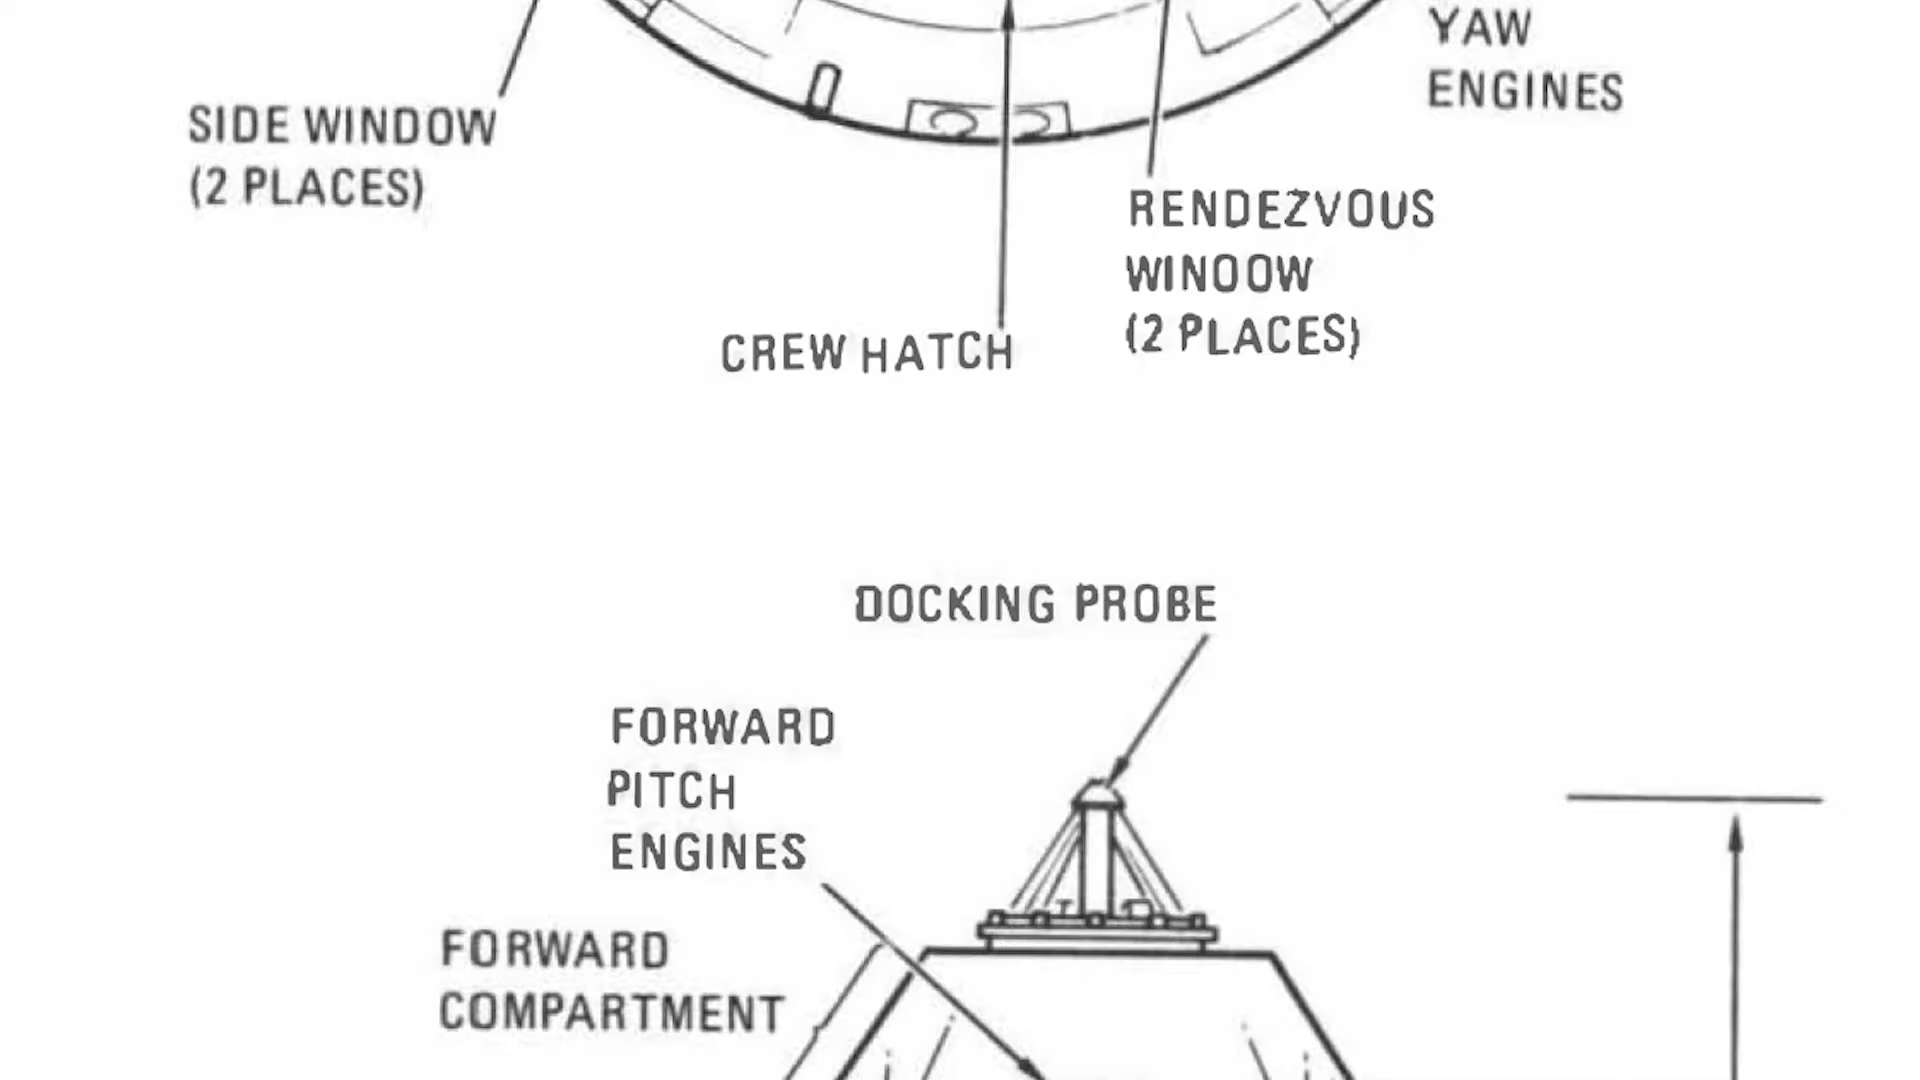 YAW
ENGINES
SIDE WINDOW
(2 PLACES)
RENDEZVOUS
WINOOW
(2 PLACES)
CREW HATCH
DOCKING PROBE
FORWARD
PITCH
ENGINES
FORWARD
COMPARTMENT